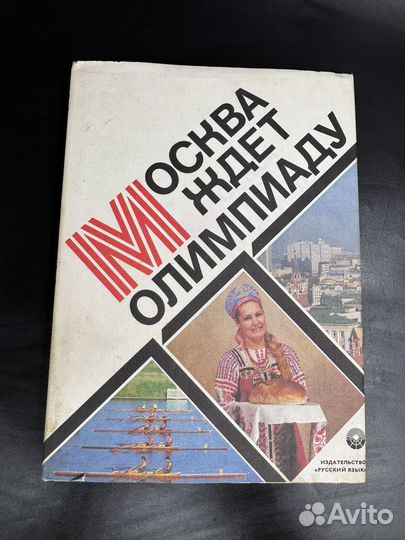 МОСКВА
ЖДЕТ
ОЛИМПИАДУ
ИЗДАТЕЛЬСТВО
«РУССКИЙ ЯЗЫК»
Avito